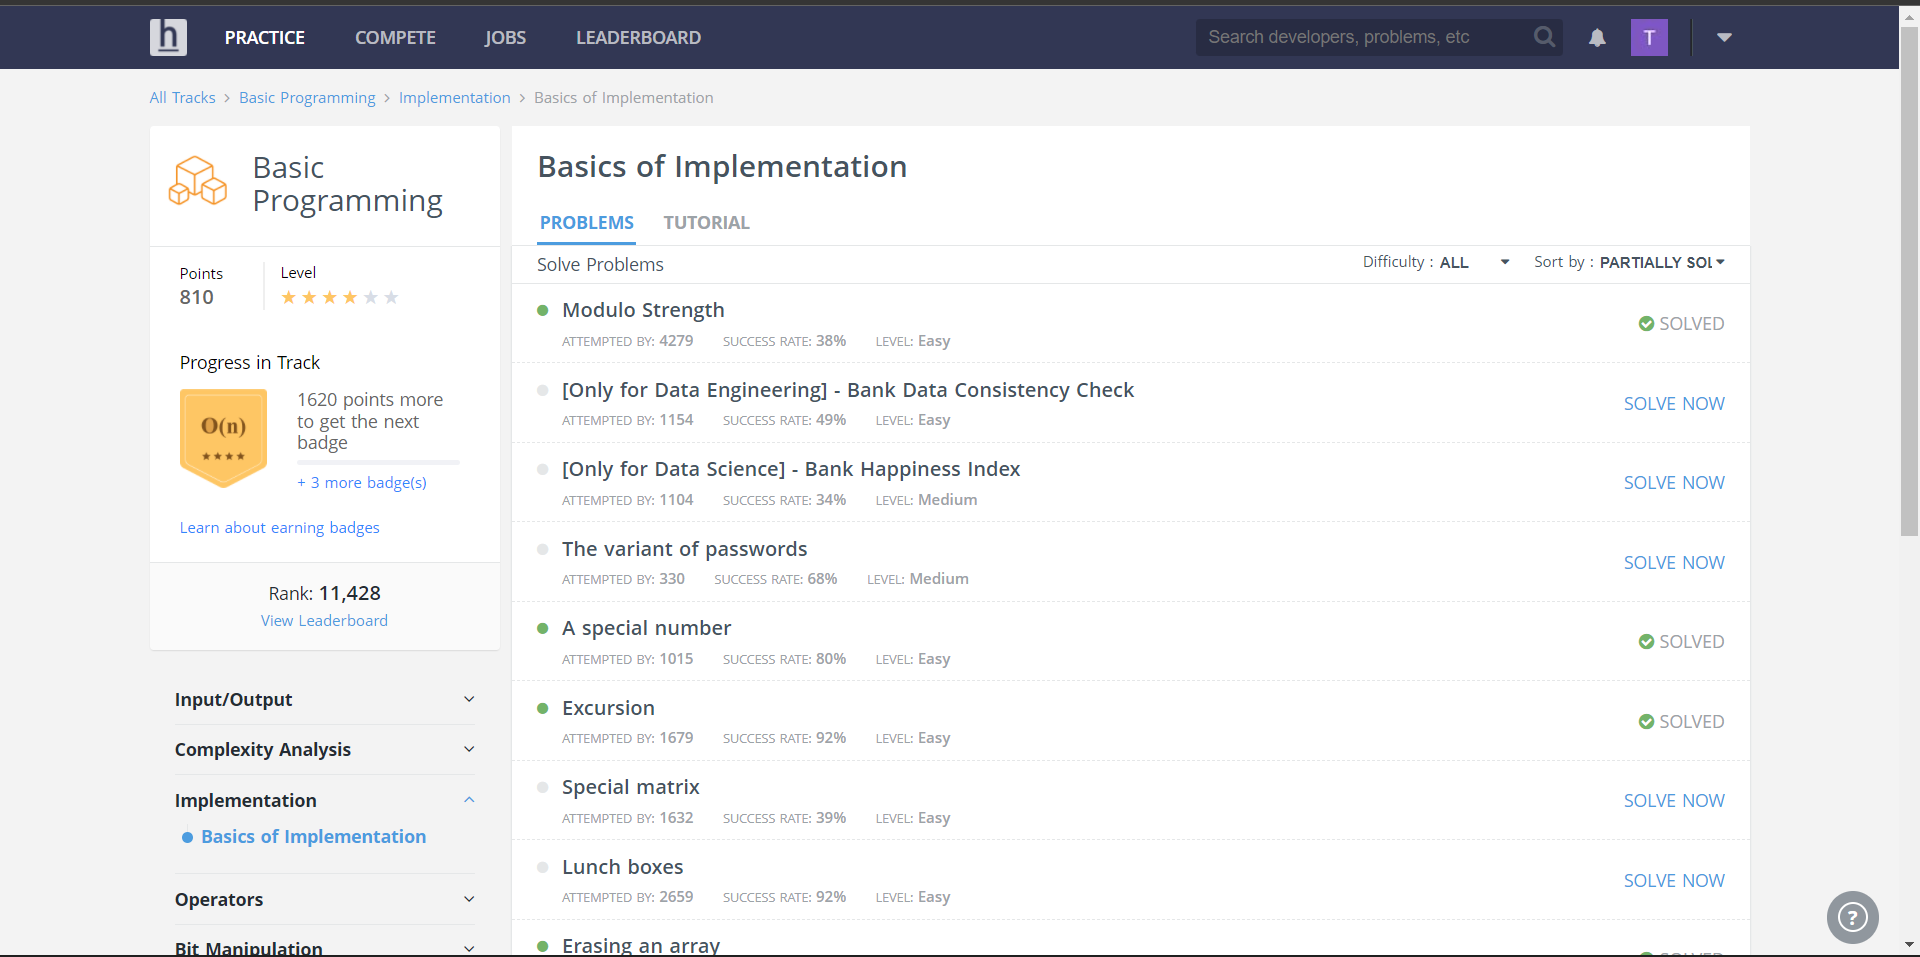 h PRACTICE COMPETE JOBS LEADERBOARD Search developers, problems, etc T
All Tracks > Basic Programming > Implementation > Basics of Implementation
Basic
Programming
Points
810
Level
Progress in Track
O(n)
1620 points more
to get the next
badge
+ 3 more badge(s)
Learn about earning badges
Rank: 11,428
View Leaderboard
Input/Output
Complexity Analysis
Implementation
Basics of Implementation
Operators
Bit Manipulation
Basics of Implementation
PROBLEMS TUTORIAL
Solve Problems Difficulty : ALL Sort by : PARTIALLY SOL
Modulo Strength
ATTEMPTED BY: 4279 SUCCESS RATE: 38% LEVEL: Easy
SOLVED
[Only for Data Engineering] - Bank Data Consistency Check
ATTEMPTED BY: 1154 SUCCESS RATE: 49% LEVEL: Easy
SOLVE NOW
[Only for Data Science] - Bank Happiness Index
ATTEMPTED BY: 1104 SUCCESS RATE: 34% LEVEL: Medium
SOLVE NOW
The variant of passwords
ATTEMPTED BY: 330 SUCCESS RATE: 68% LEVEL: Medium
SOLVE NOW
A special number
ATTEMPTED BY: 1015 SUCCESS RATE: 80% LEVEL: Easy
SOLVED
Excursion
ATTEMPTED BY: 1679 SUCCESS RATE: 92% LEVEL: Easy
SOLVED
Special matrix
ATTEMPTED BY: 1632 SUCCESS RATE: 39% LEVEL: Easy
SOLVE NOW
Lunch boxes
ATTEMPTED BY: 2659 SUCCESS RATE: 92% LEVEL: Easy
SOLVE NOW
Erasing an array
SOLVED
?